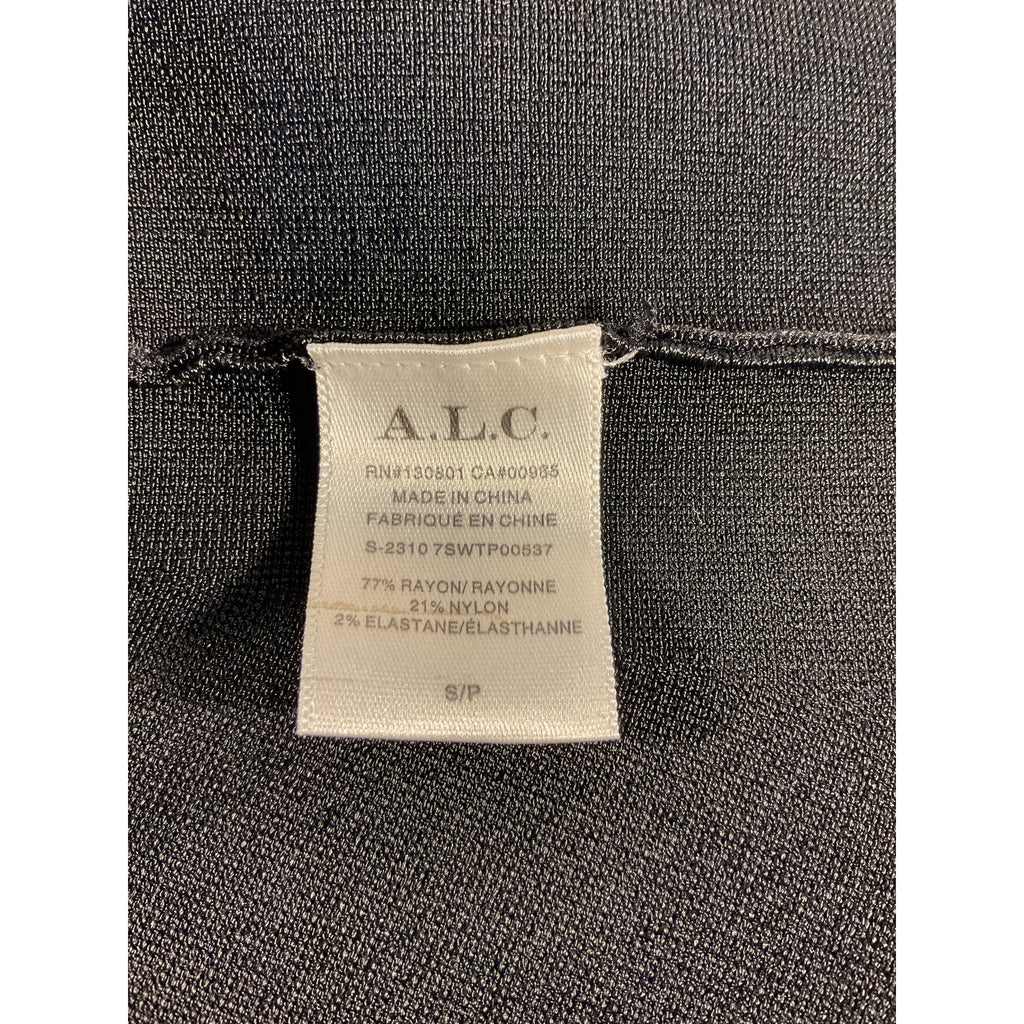 A.L.C.
RN#130801 CA#00985
MADE IN CHINA
FABRIQUÉ EN CHINE
S-2310 7SWTP00537
77% RAYON/ RAYONNE
21% NYLON
2% ELASTANE/ÉLASTHANNE
S/P